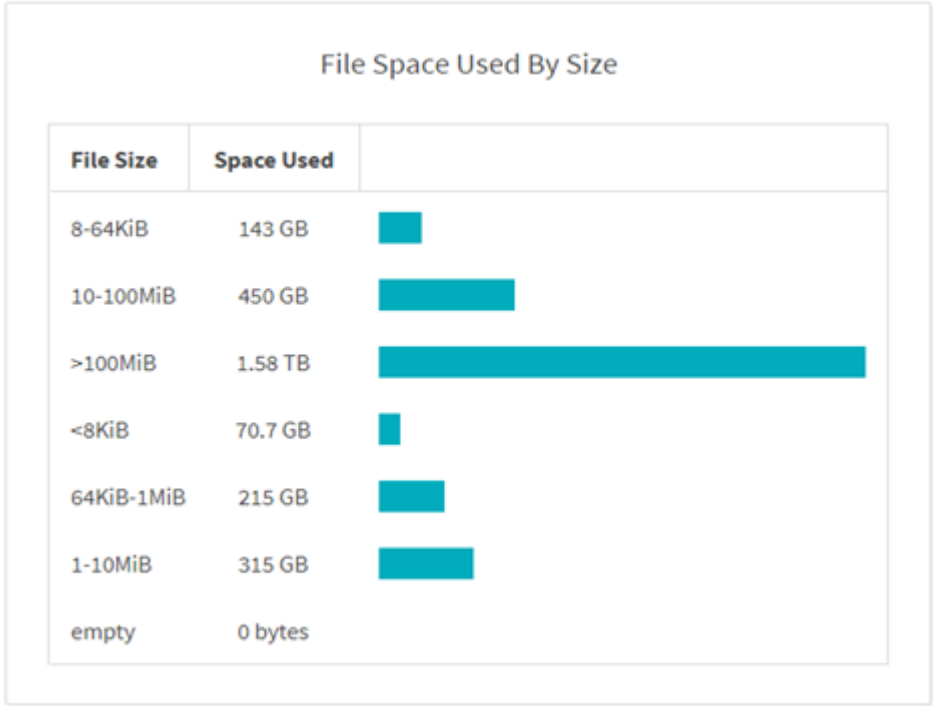 File Space Used By Size
File Size Space Used
8-64KiB 143 GB
10-100MiB 450 GB
>100MiB 1.58 TB
<8KiB 70.7 GB
64KiB-1MiB 215 GB
1-10MiB 315 GB
empty 0 bytes